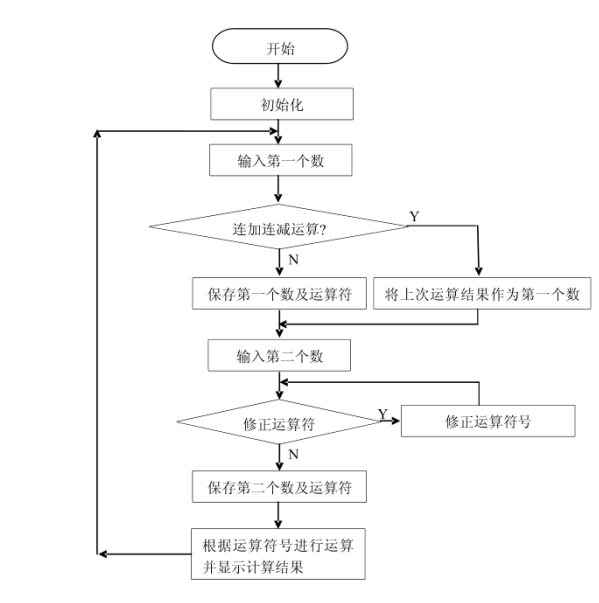 开始
初始化
输入第一个数
连加连减运算?
Y
N
保存第一个数及运算符
将上次运算结果作为第一个数
输入第二个数
修正运算符
Y
修正运算符号
N
保存第二个数及运算符
根据运算符号进行运算
并显示计算结果